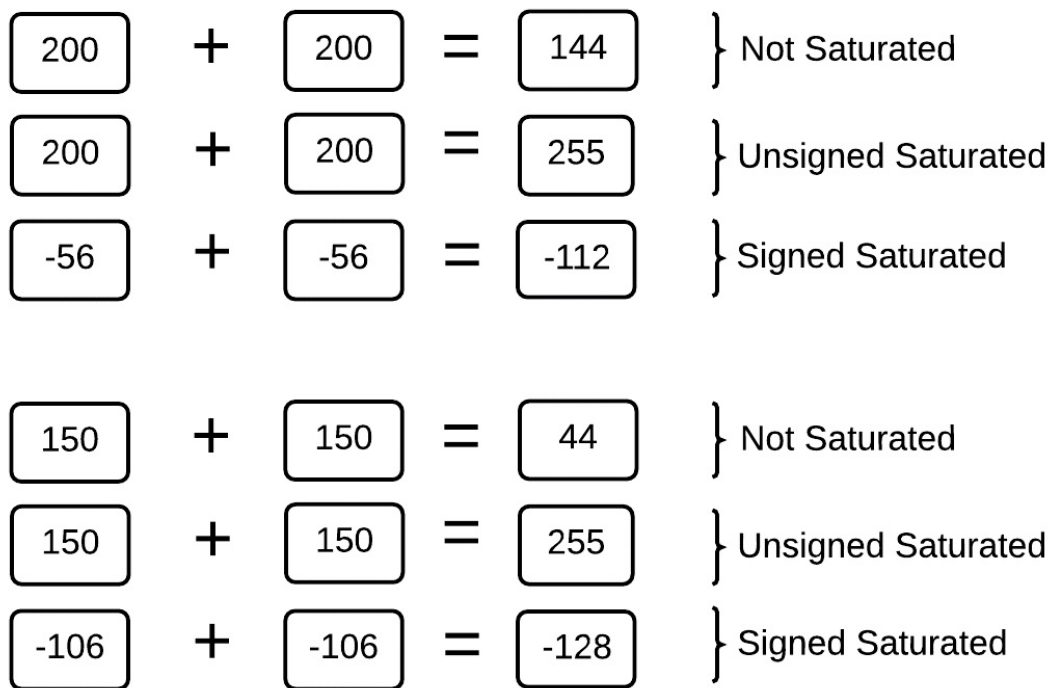 200 + 200 = 144 } Not Saturated
200 + 200 = 255 } Unsigned Saturated
-56 + -56 = -112 } Signed Saturated
150 + 150 = 44 } Not Saturated
150 + 150 = 255 } Unsigned Saturated
-106 + -106 = -128 } Signed Saturated